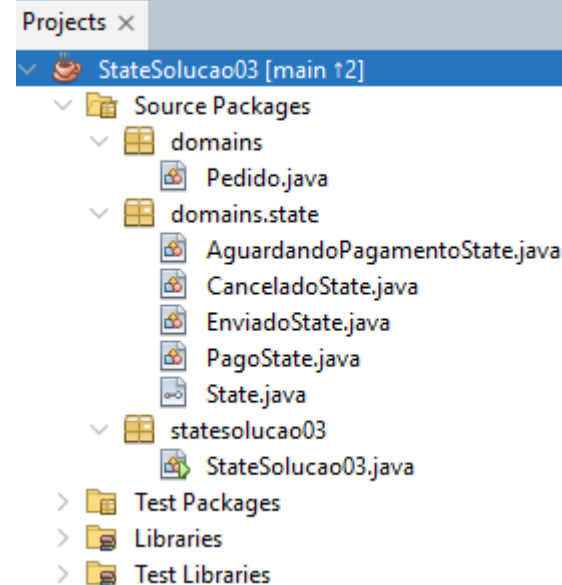 Projects ×
StateSolucao03 [main ↑2]
Source Packages
domains
Pedido.java
domains.state
AguardandoPagamentoState.java
CanceladoState.java
EnviadoState.java
PagoState.java
State.java
statesolucao03
StateSolucao03.java
Test Packages
Libraries
Test Libraries